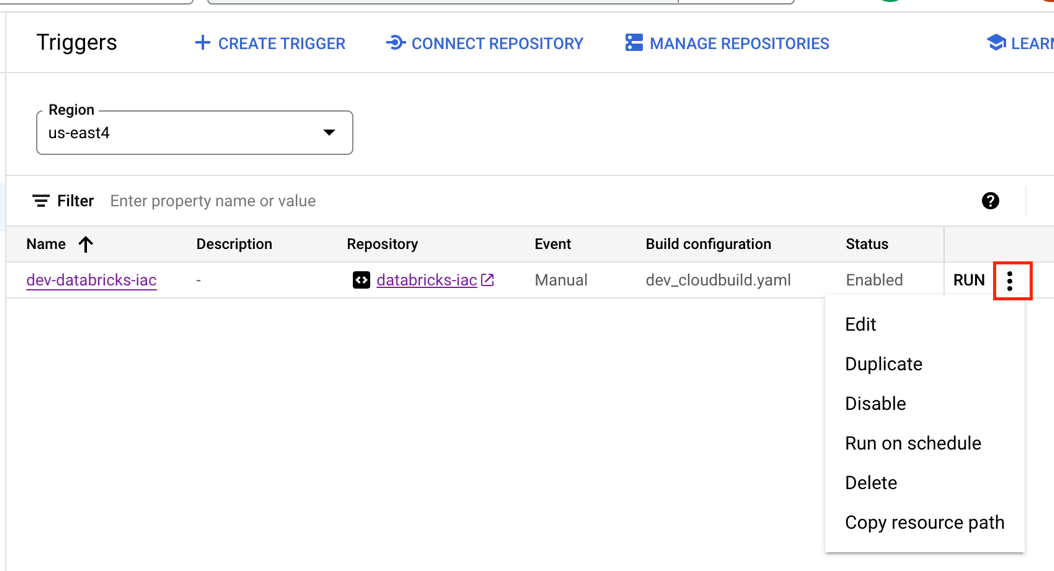 Triggers CREATE TRIGGER CONNECT REPOSITORY MANAGE REPOSITORIES LEARN
Region
us-east4
Filter Enter property name or value
Name Description Repository Event Build configuration Status
dev-databricks-iac - databricks-iac Manual dev_cloudbuild.yaml Enabled RUN
Edit
Duplicate
Disable
Run on schedule
Delete
Copy resource path